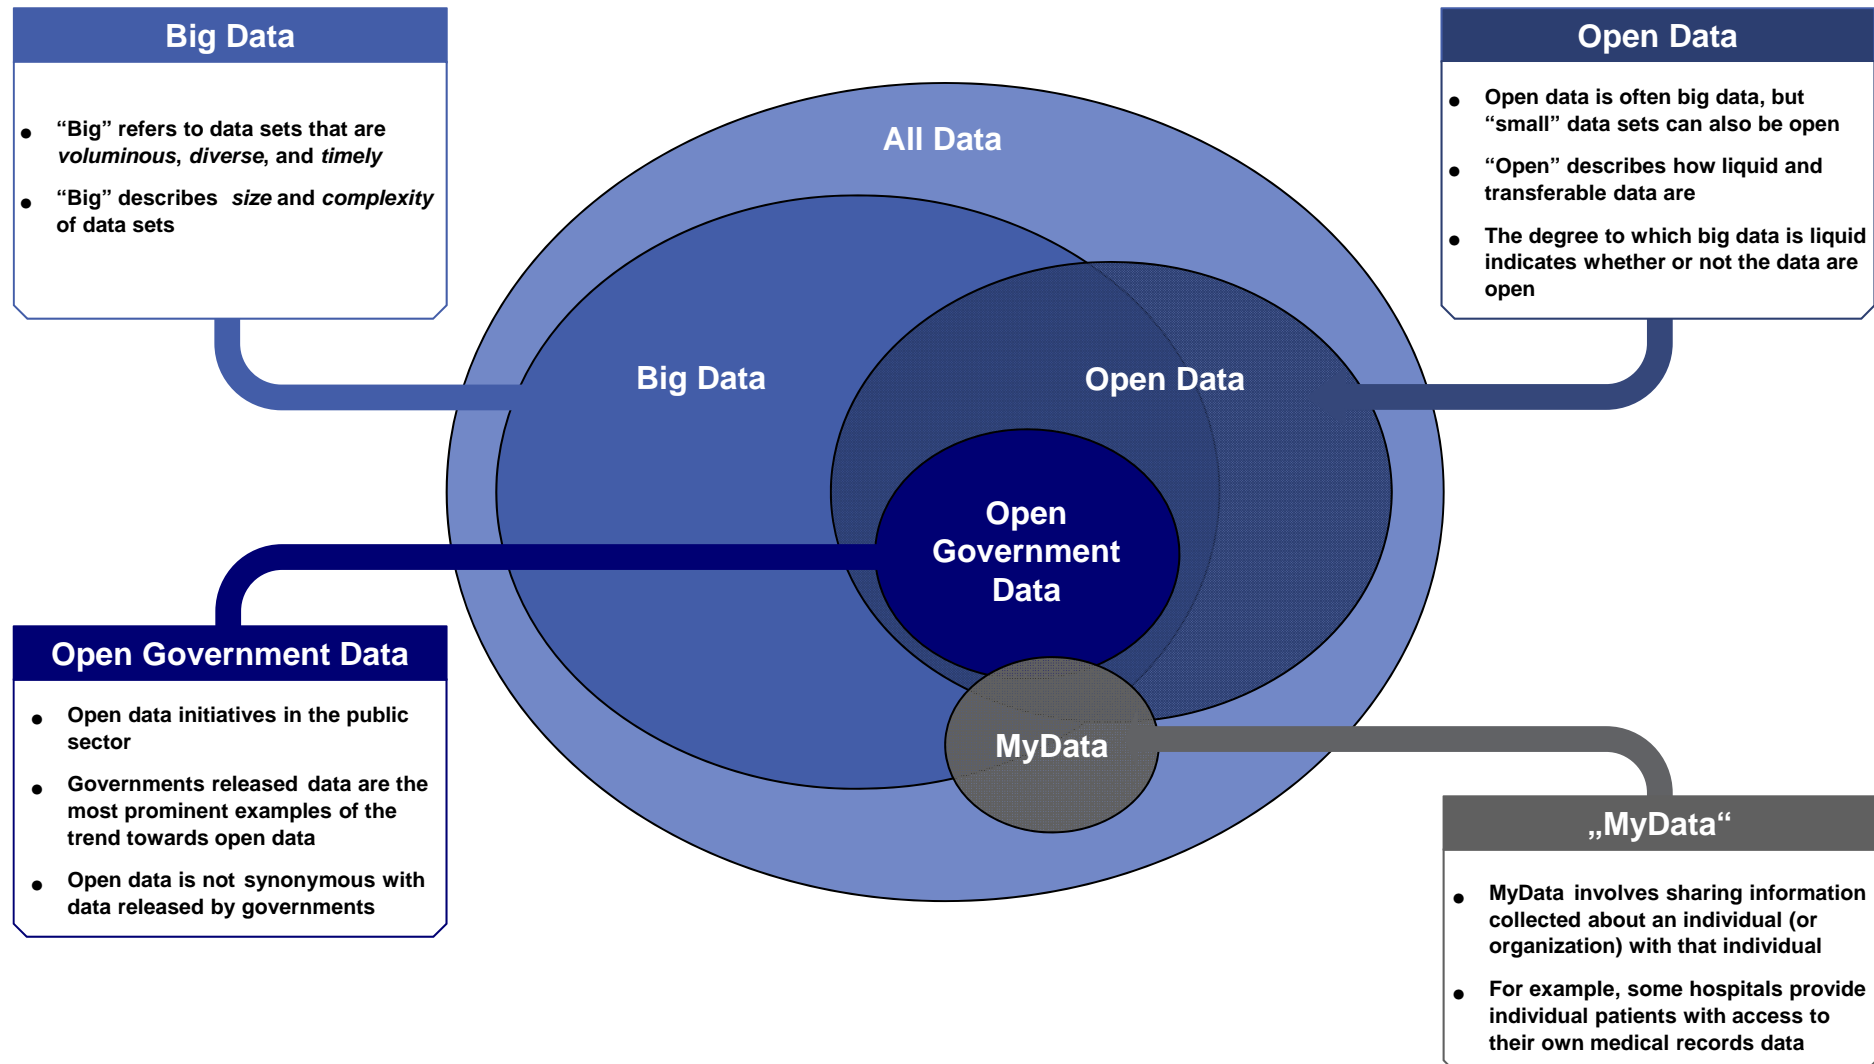 Big Data
● “Big” refers to data sets that are
voluminous, diverse, and timely
● “Big” describes size and complexity
of data sets
Open Data
● Open data is often big data, but
“small” data sets can also be open
● “Open” describes how liquid and
transferable data are
● The degree to which big data is liquid
indicates whether or not the data are
open
All Data
Big Data
Open Data
Open
Government
Data
MyData
Open Government Data
● Open data initiatives in the public
sector
● Governments released data are the
most prominent examples of the
trend towards open data
● Open data is not synonymous with
data released by governments
„MyData“
● MyData involves sharing information
collected about an individual (or
organization) with that individual
● For example, some hospitals provide
individual patients with access to
their own medical records data